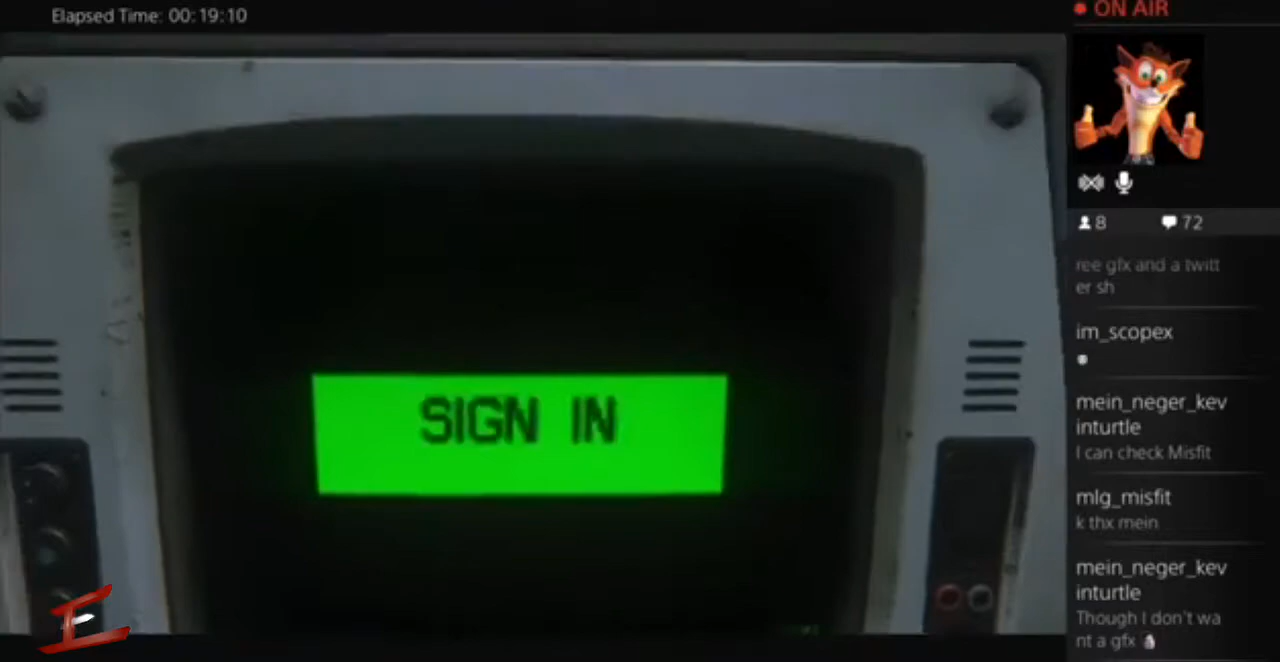 Elapsed Time: 00:19:10
ON AIR
8 72
ree gfx and a twitt
er sh
im_scopex
mein_neger_kev
inturtle
I can check Misfit
mlg_misfit
k thx mein
mein_neger_kev
inturtle
Though I don't wa
nt a gfx
SIGN IN